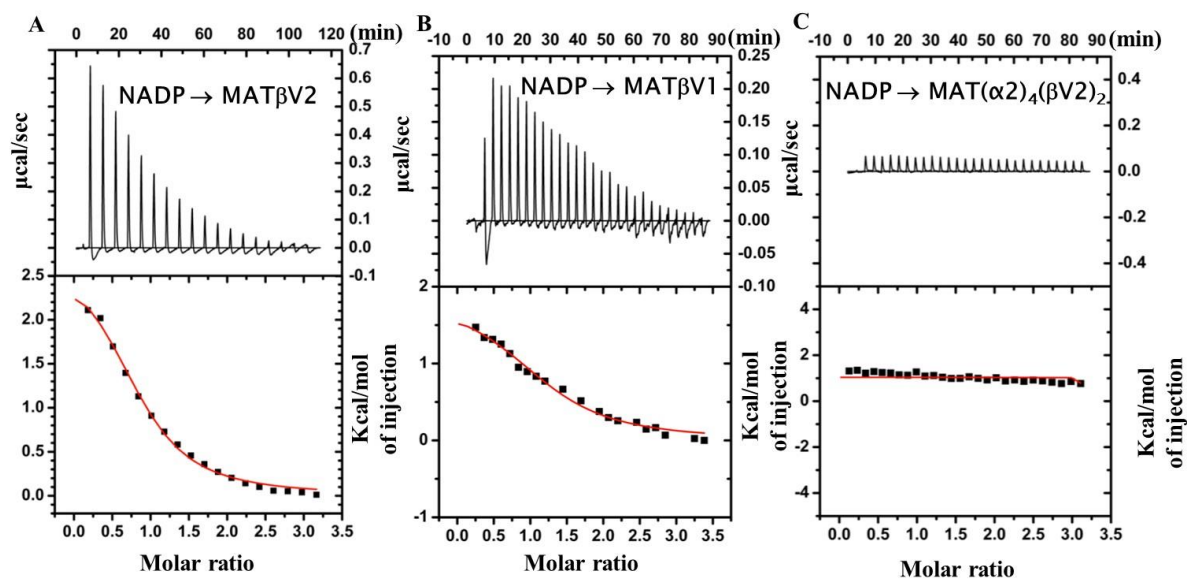 A
0 20 40 60 80 100 120 (min)
NADP → MATβV2
µcal/sec
0.7
0.6
0.5
0.4
0.3
0.2
0.1
0.0
-0.1
2.5
2.0
1.5
1.0
0.5
0.0
Kcal/mol
of injection
0.0 0.5 1.0 1.5 2.0 2.5 3.0 3.5
Molar ratio
B
-10 0 10 20 30 40 50 60 70 80 90 (min)
NADP → MATβV1
µcal/sec
0.25
0.20
0.15
0.10
0.05
0.00
-0.05
-0.10
2
1
0
-1
Kcal/mol
of injection
0.0 0.5 1.0 1.5 2.0 2.5 3.0 3.5
Molar ratio
C
-10 0 10 20 30 40 50 60 70 80 90 100 (min)
NADP → MAT(α2)₄(βV2)₂
µcal/sec
0.4
0.2
0.0
-0.2
-0.4
4
2
0
-2
-4
Kcal/mol
of injection
0.0 0.5 1.0 1.5 2.0 2.5 3.0 3.5
Molar ratio